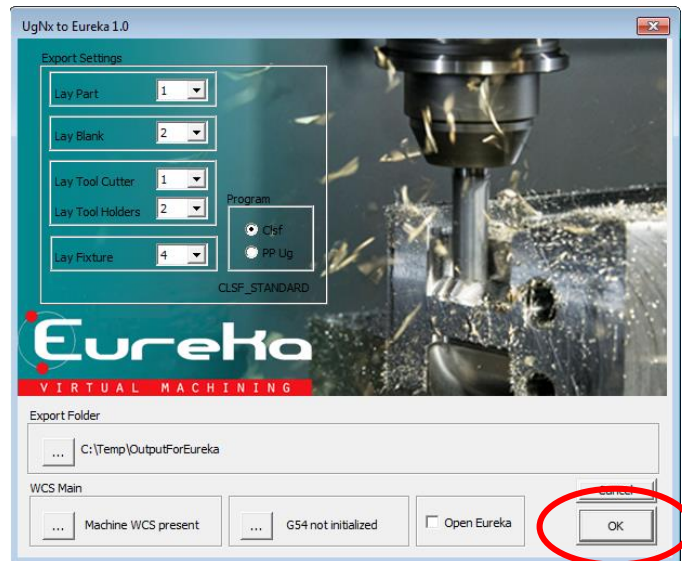 UgNx to Eureka 1.0
Export Settings
Lay Part 1
Lay Blank 2
Lay Tool Cutter 1
Lay Tool Holders 2
Program
Clsf
PP Ug
Lay Fixture 4
CLSF_STANDARD
Eureka
VIRTUAL MACHINING
Export Folder
... C:\Temp\OutputForEureka
WCS Main
Cancel
... Machine WCS present
... G54 not initialized
Open Eureka
OK